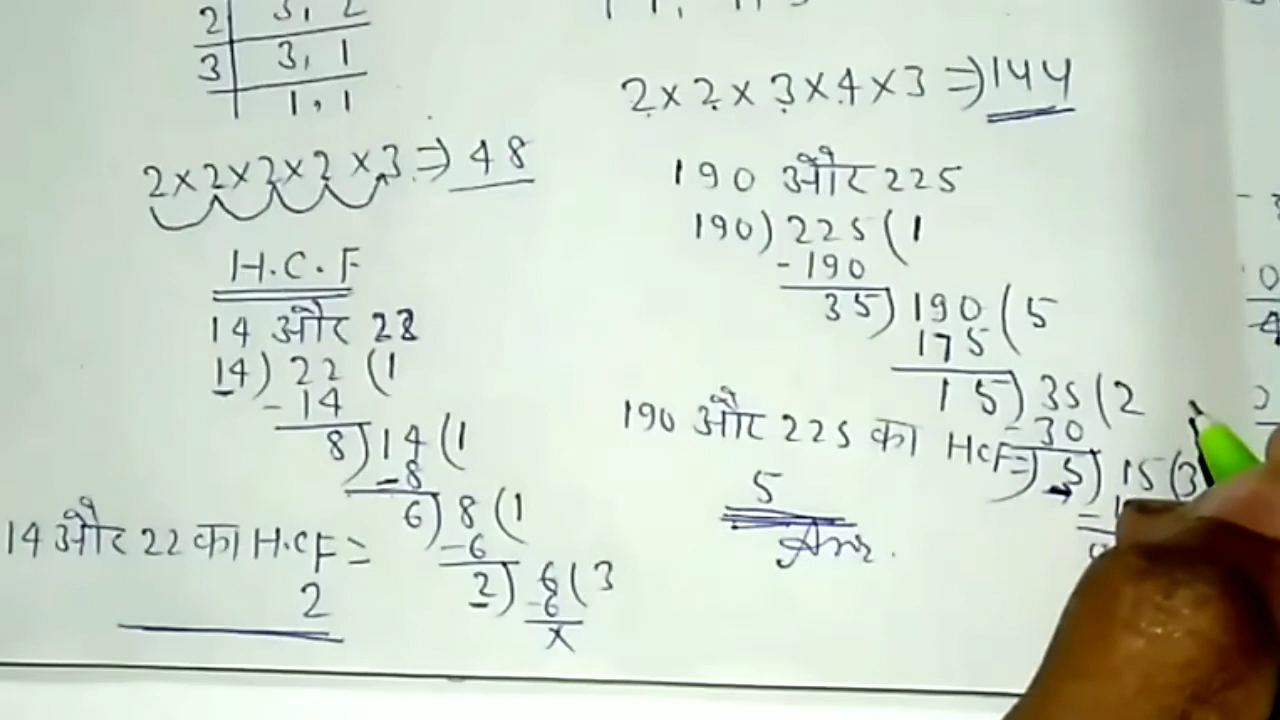 2 | 3, 2
3 | 3, 1
1, 1
2×2×2×2×3 ⇒ 48
H.C.F
14 और 22
14) 22 (1
-14
8) 14 (1
-8
6) 8 (1
-6
2) 6 (3
-6
×
14 और 22 का H.CF =
2
2×2×3×4×3 ⇒ 144
190 और 225
190) 225 (1
-190
35) 190 (5
175
15) 35 (2
-30
5) 15 (3
190 और 225 का HCF ⇒
5
Ans.